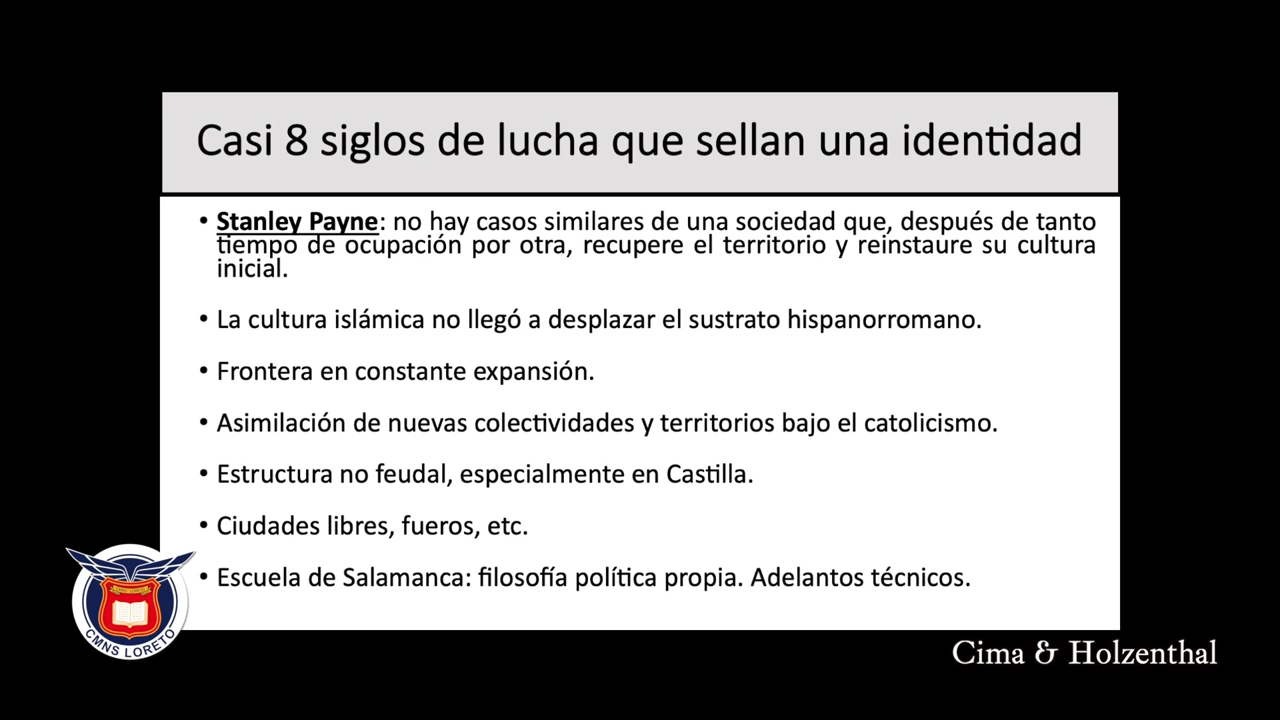 Casi 8 siglos de lucha que sellan una identidad
• Stanley Payne: no hay casos similares de una sociedad que, después de tanto
tiempo de ocupación por otra, recupere el territorio y reinstaure su cultura
inicial.
• La cultura islámica no llegó a desplazar el sustrato hispanorromano.
• Frontera en constante expansión.
• Asimilación de nuevas colectividades y territorios bajo el catolicismo.
• Estructura no feudal, especialmente en Castilla.
• Ciudades libres, fueros, etc.
• Escuela de Salamanca: filosofía política propia. Adelantos técnicos.
CMNS LORETO
Cima & Holzenthal